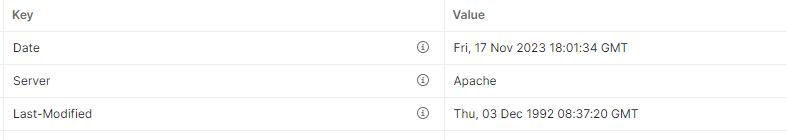 Key Value
Date Fri, 17 Nov 2023 18:01:34 GMT
Server Apache
Last-Modified Thu, 03 Dec 1992 08:37:20 GMT